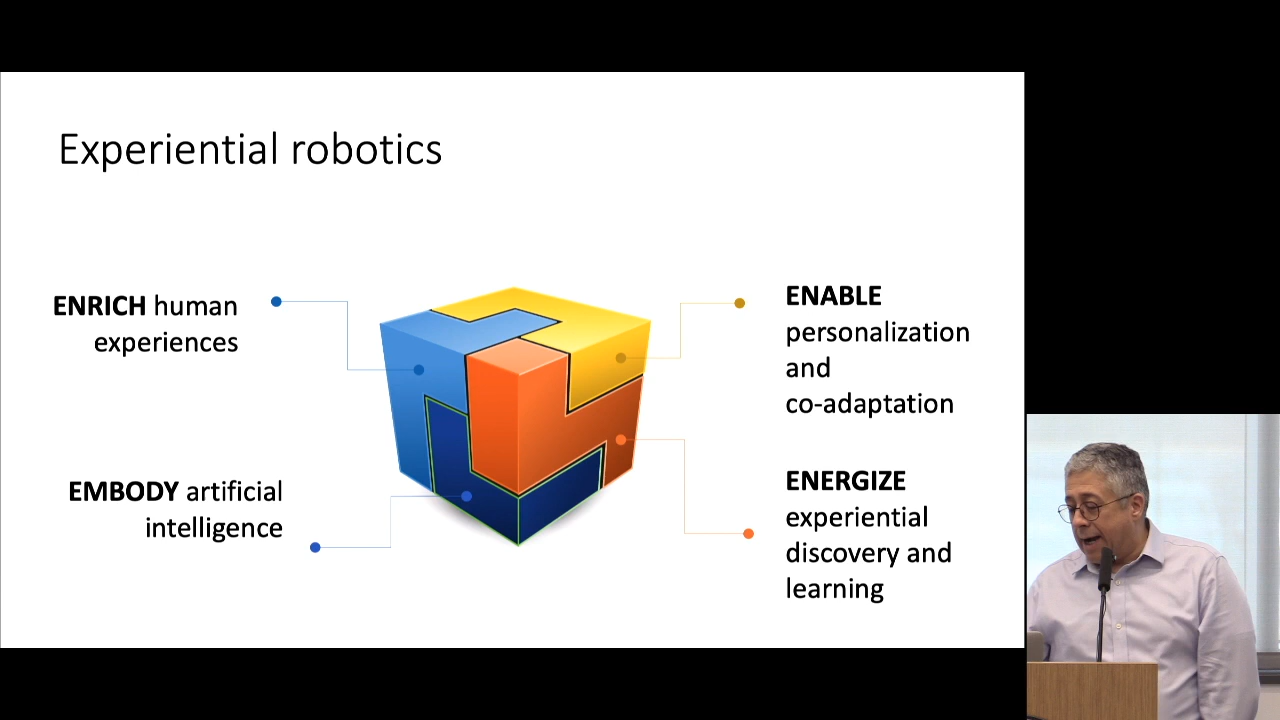 Experiential robotics
ENRICH human
experiences
EMBODY artificial
intelligence
ENABLE
personalization
and
co-adaptation
ENERGIZE
experiential
discovery and
learning